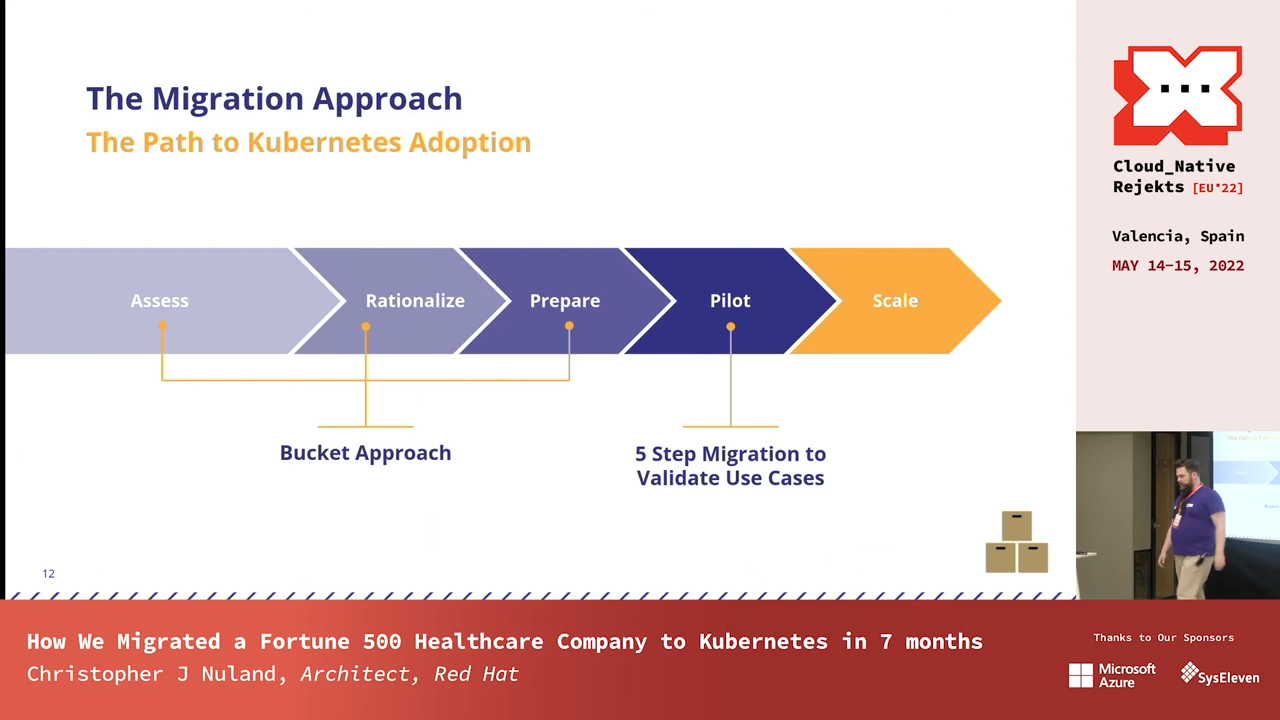 The Migration Approach
The Path to Kubernetes Adoption
Assess
Rationalize
Prepare
Pilot
Scale
Bucket Approach
5 Step Migration to
Validate Use Cases
12
Cloud_Native
Rejekts [EU'22]
Valencia, Spain
MAY 14-15, 2022
How We Migrated a Fortune 500 Healthcare Company to Kubernetes in 7 months
Christopher J Nuland, Architect, Red Hat
Thanks to Our Sponsors
Microsoft
Azure
SysEleven